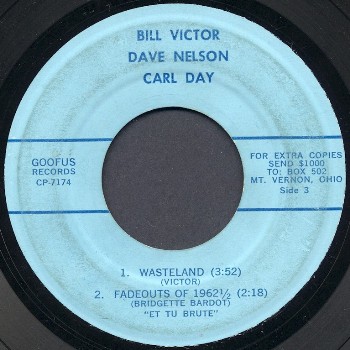 BILL VICTOR
DAVE NELSON
CARL DAY
GOOFUS
RECORDS
CP-7174
FOR EXTRA COPIES
SEND $1000
TO: BOX 502
MT. VERNON, OHIO
Side 3
1. WASTELAND (3:52)
(VICTOR)
2. FADEOUTS OF 1962½ (2:18)
(BRIDGETTE BARDOT)
"ET TU BRUTE"